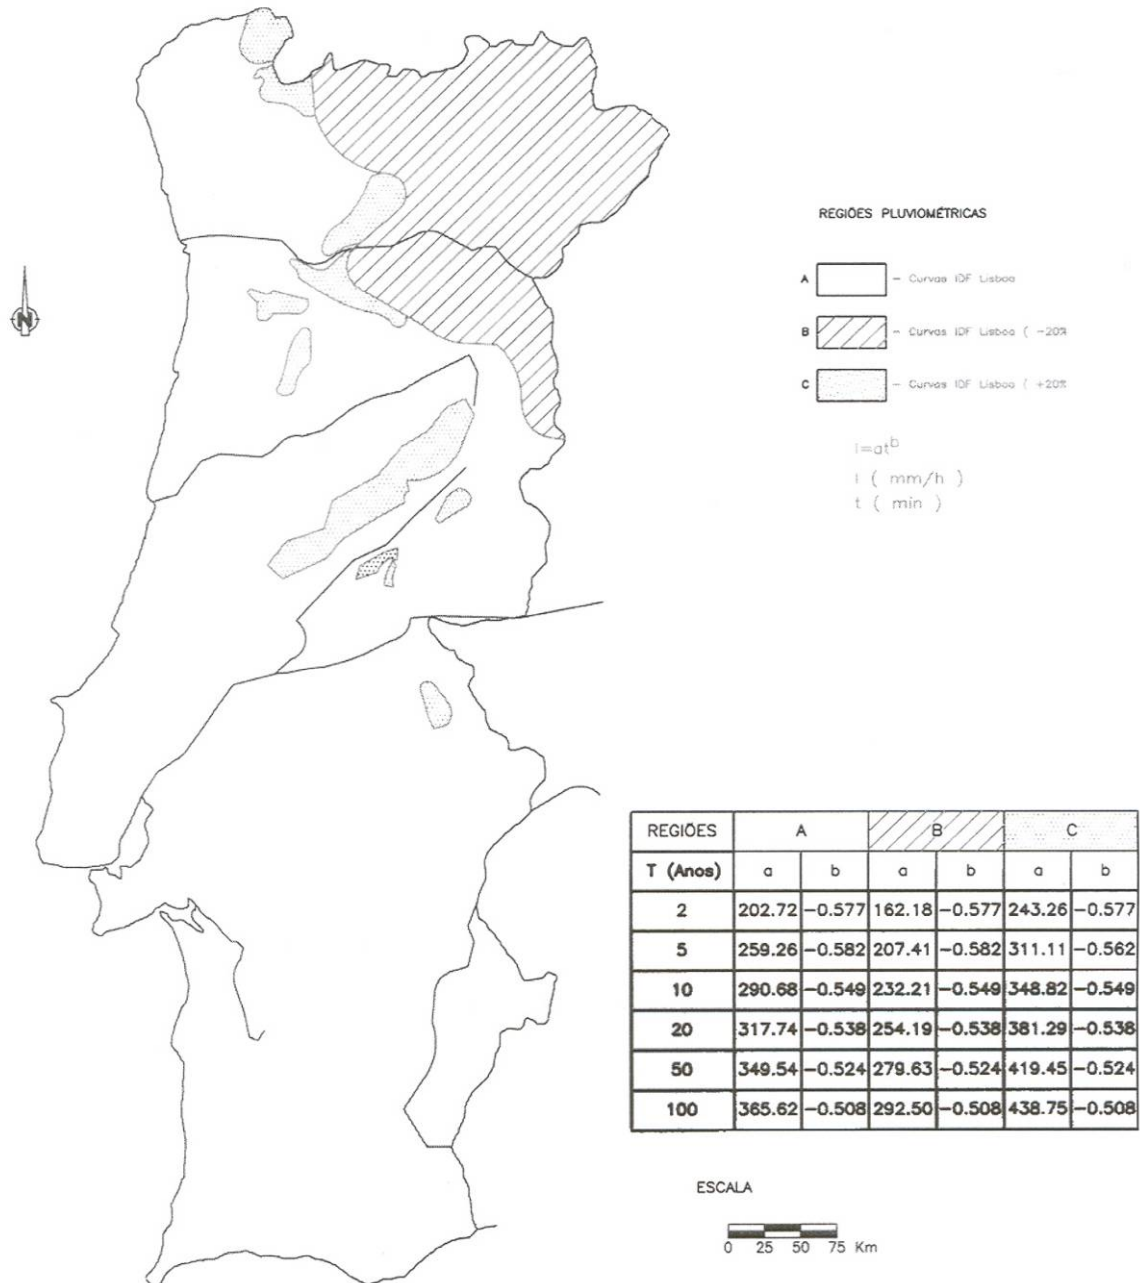 REGIÕES PLUVIOMÉTRICAS
A - Curvas IDF Lisboa
B - Curvas IDF Lisboa ( -20%
C - Curvas IDF Lisboa ( +20%
I=at^b
I ( mm/h )
t ( min )
N
REGIÕES A B C
T (Anos) a b a b a b
2 202.72 -0.577 162.18 -0.577 243.26 -0.577
5 259.26 -0.582 207.41 -0.582 311.11 -0.562
10 290.68 -0.549 232.21 -0.549 348.82 -0.549
20 317.74 -0.538 254.19 -0.538 381.29 -0.538
50 349.54 -0.524 279.63 -0.524 419.45 -0.524
100 365.62 -0.508 292.50 -0.508 438.75 -0.508
ESCALA
0 25 50 75 Km